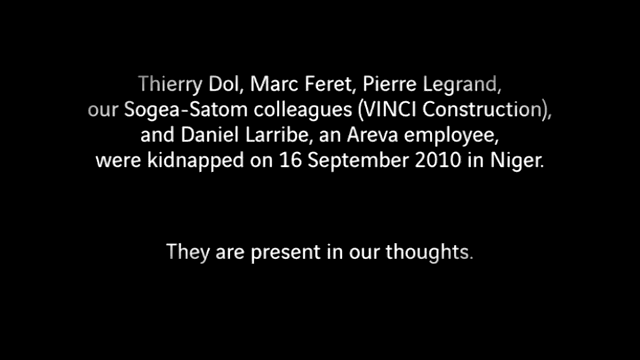 Thierry Dol, Marc Feret, Pierre Legrand,
our Sogea-Satom colleagues (VINCI Construction),
and Daniel Larribe, an Areva employee,
were kidnapped on 16 September 2010 in Niger.
They are present in our thoughts.